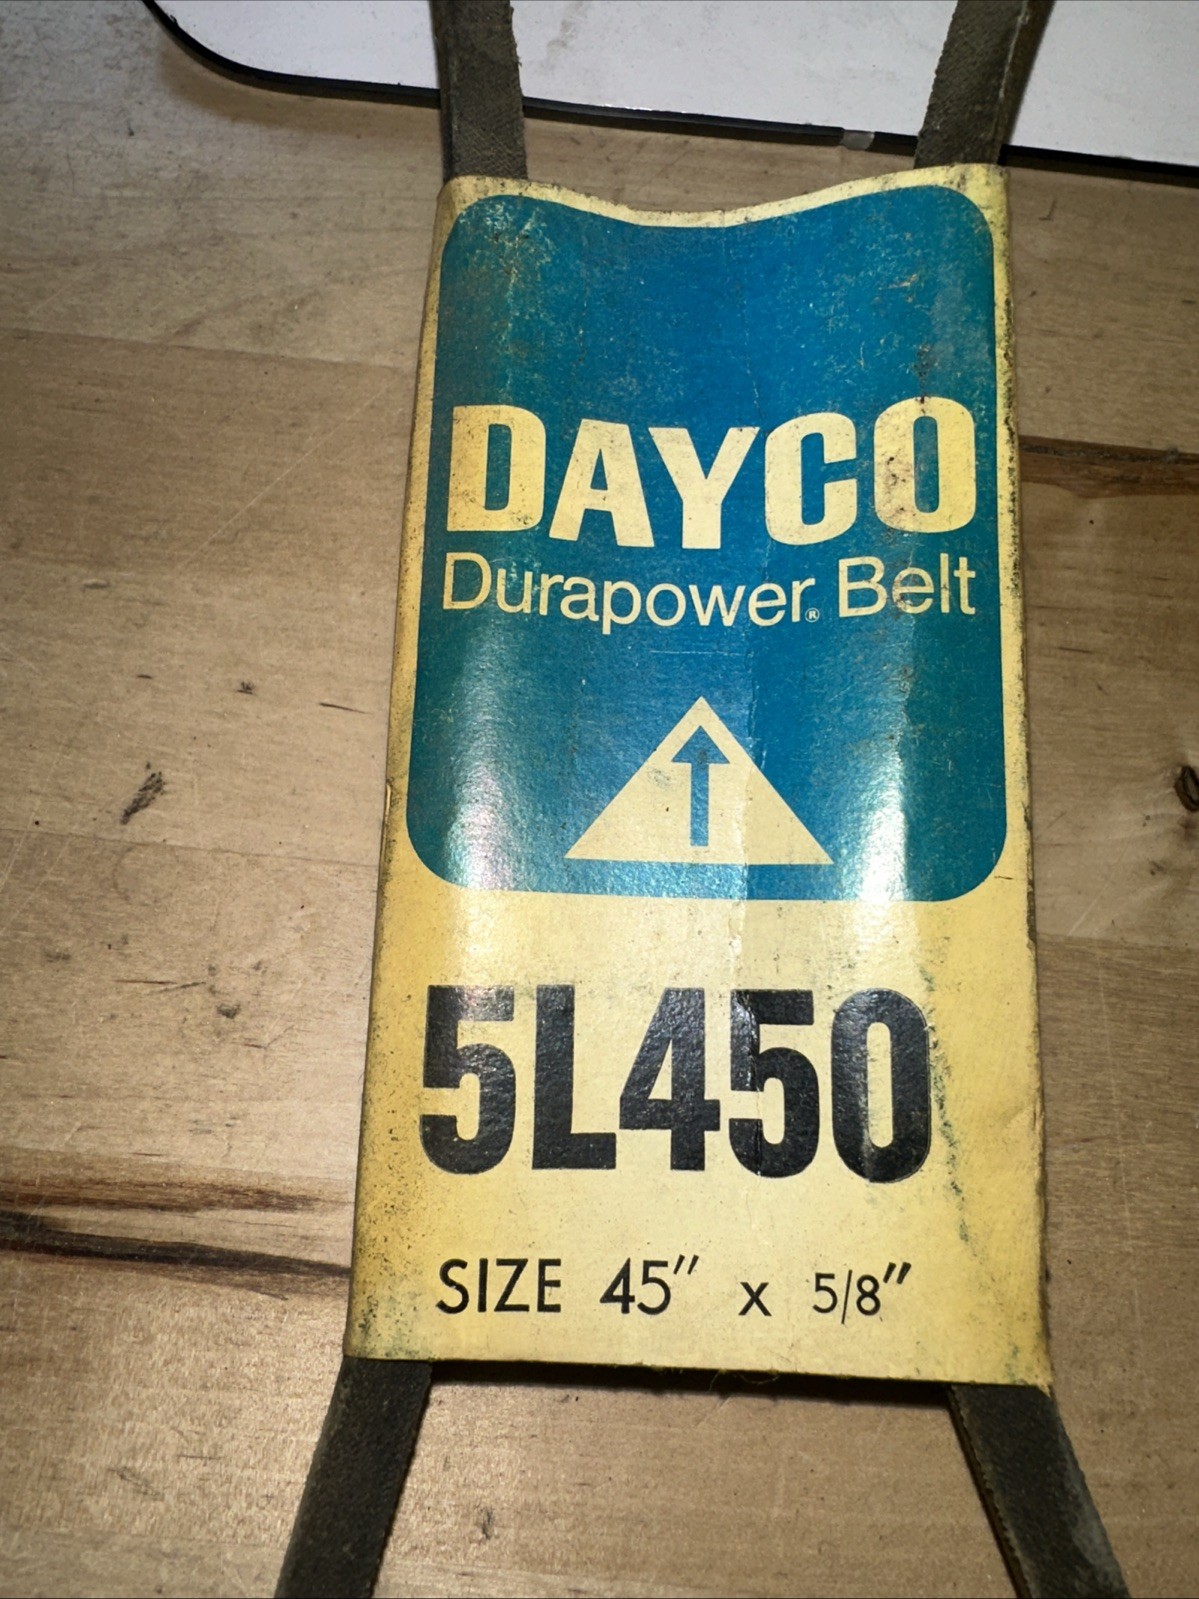 DAYCO
Durapower® Belt
5L450
SIZE 45" x 5/8"